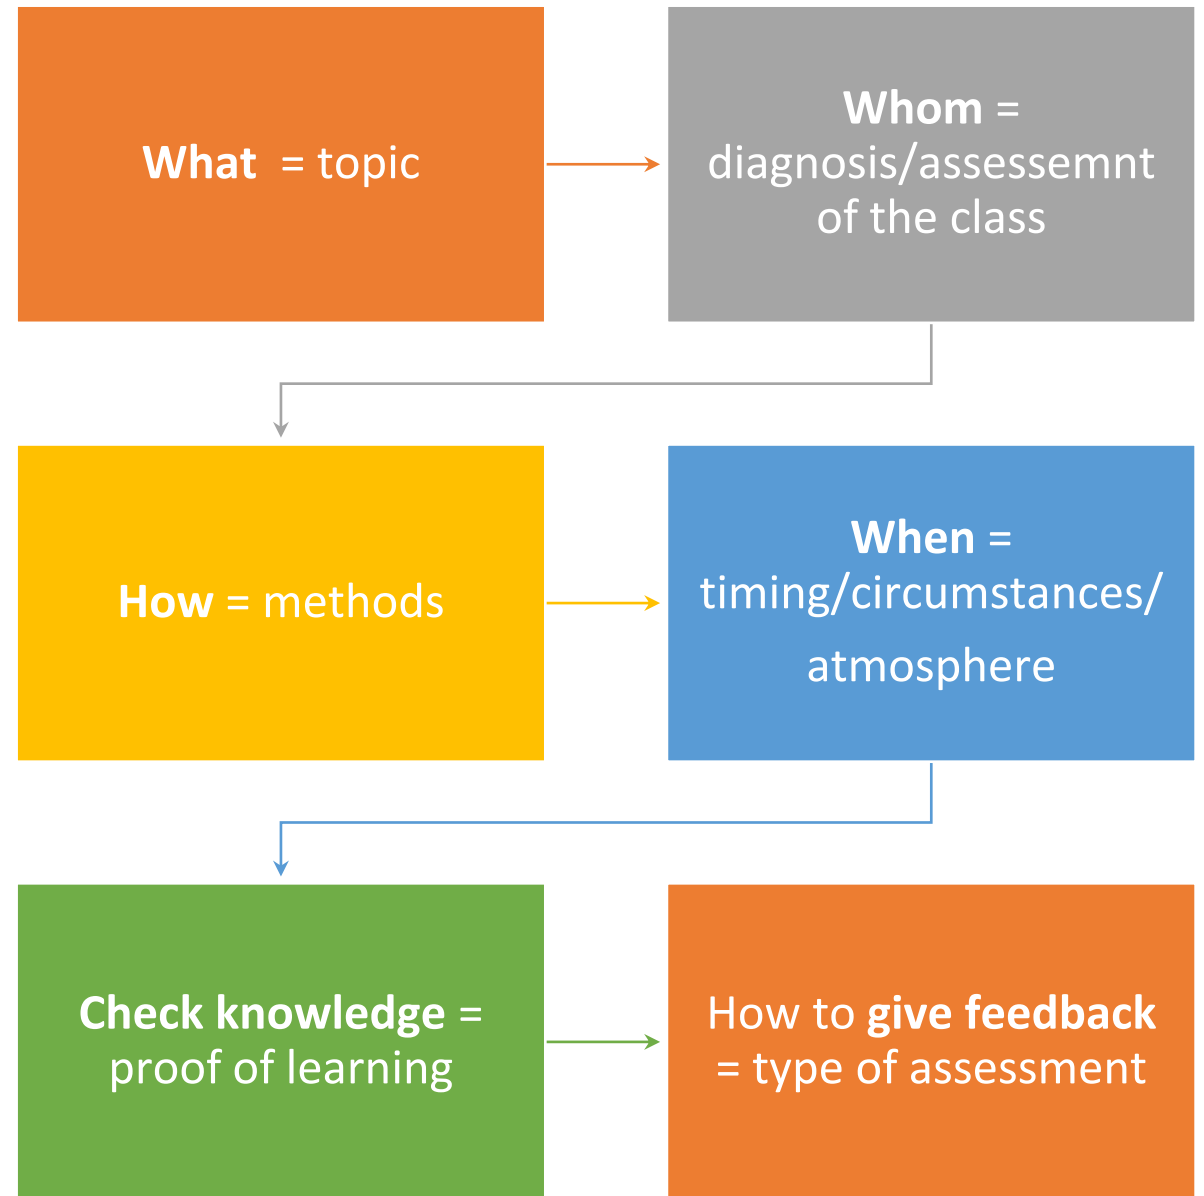 What = topic
Whom =
diagnosis/assessemnt
of the class
How = methods
When =
timing/circumstances/
atmosphere
Check knowledge =
proof of learning
How to give feedback
= type of assessment